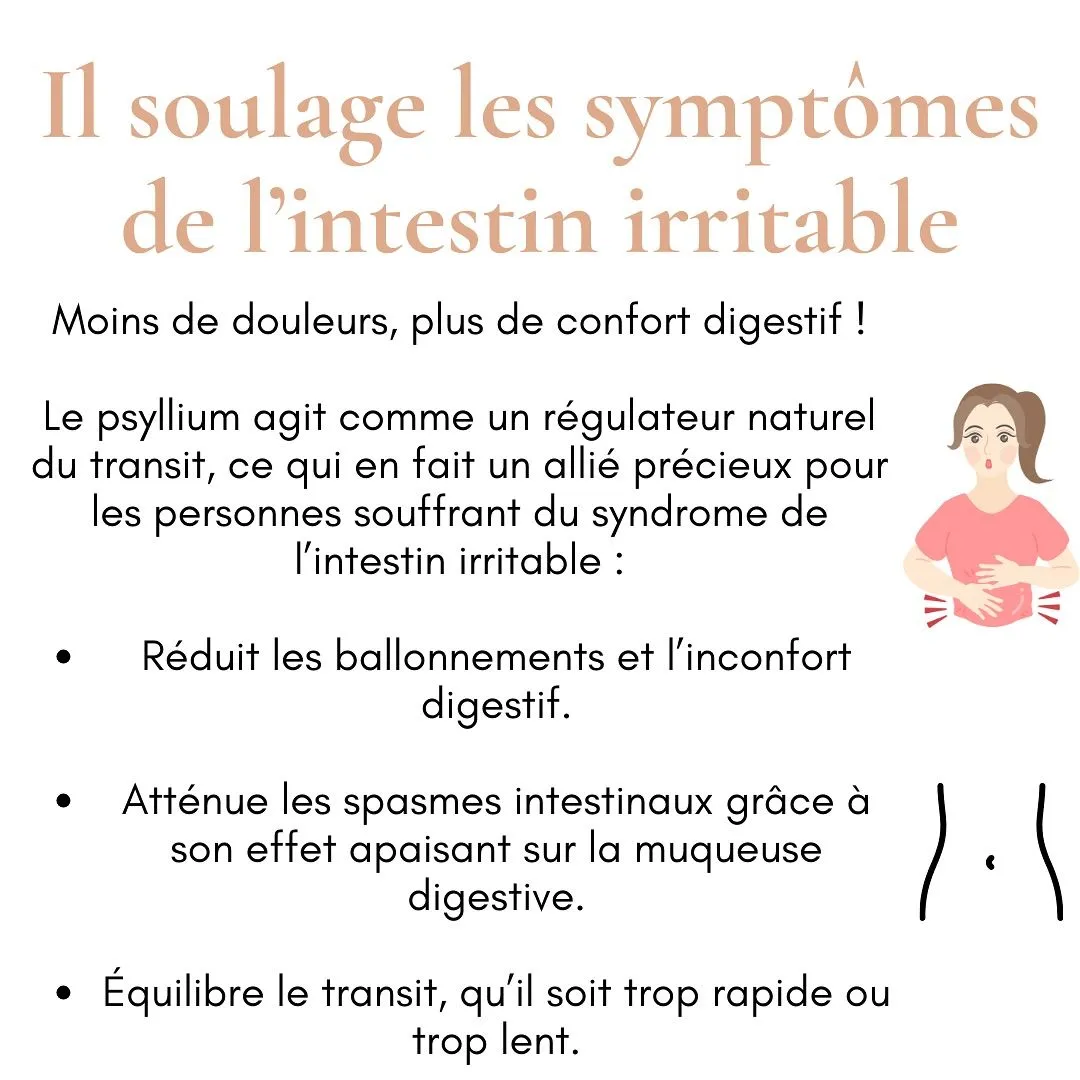 Il soulage les symptômes
de l’intestin irritable
Moins de douleurs, plus de confort digestif !
Le psyllium agit comme un régulateur naturel
du transit, ce qui en fait un allié précieux pour
les personnes souffrant du syndrome de
l’intestin irritable :
• Réduit les ballonnements et l’inconfort
digestif.
• Atténue les spasmes intestinaux grâce à
son effet apaisant sur la muqueuse
digestive.
• Équilibre le transit, qu’il soit trop rapide ou
trop lent.